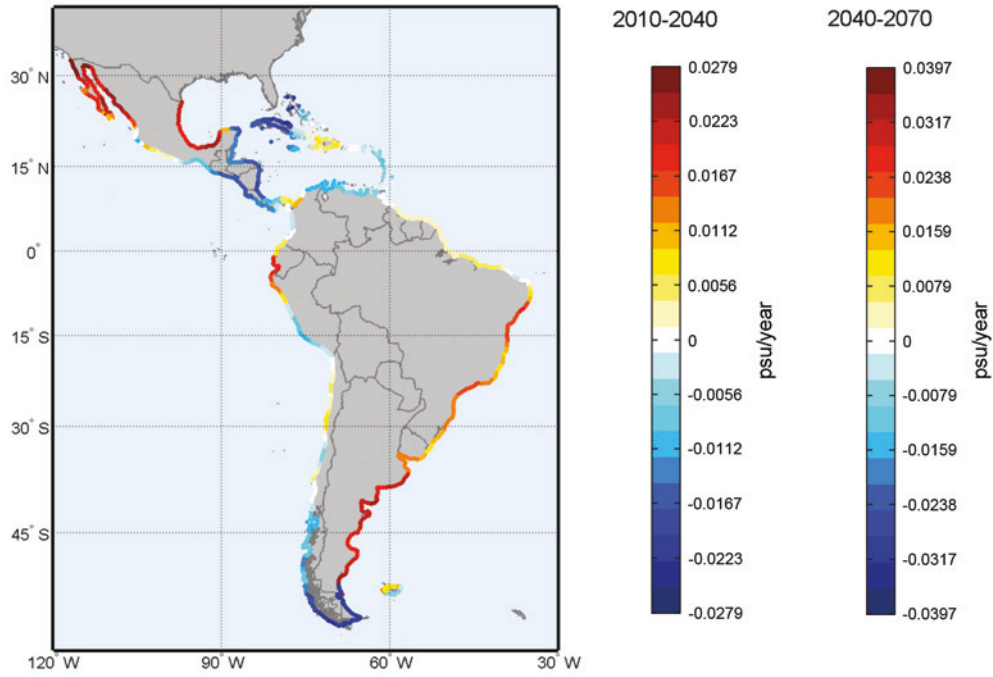 2010-2040
2040-2070
30° N
15° N
0°
15° S
30° S
45° S
120° W
90° W
60° W
30° W
0.0279
0.0223
0.0167
0.0112
0.0056
0
-0.0056
-0.0112
-0.0167
-0.0223
-0.0279
psu/year
0.0397
0.0317
0.0238
0.0159
0.0079
0
-0.0079
-0.0159
-0.0238
-0.0317
-0.0397
psu/year